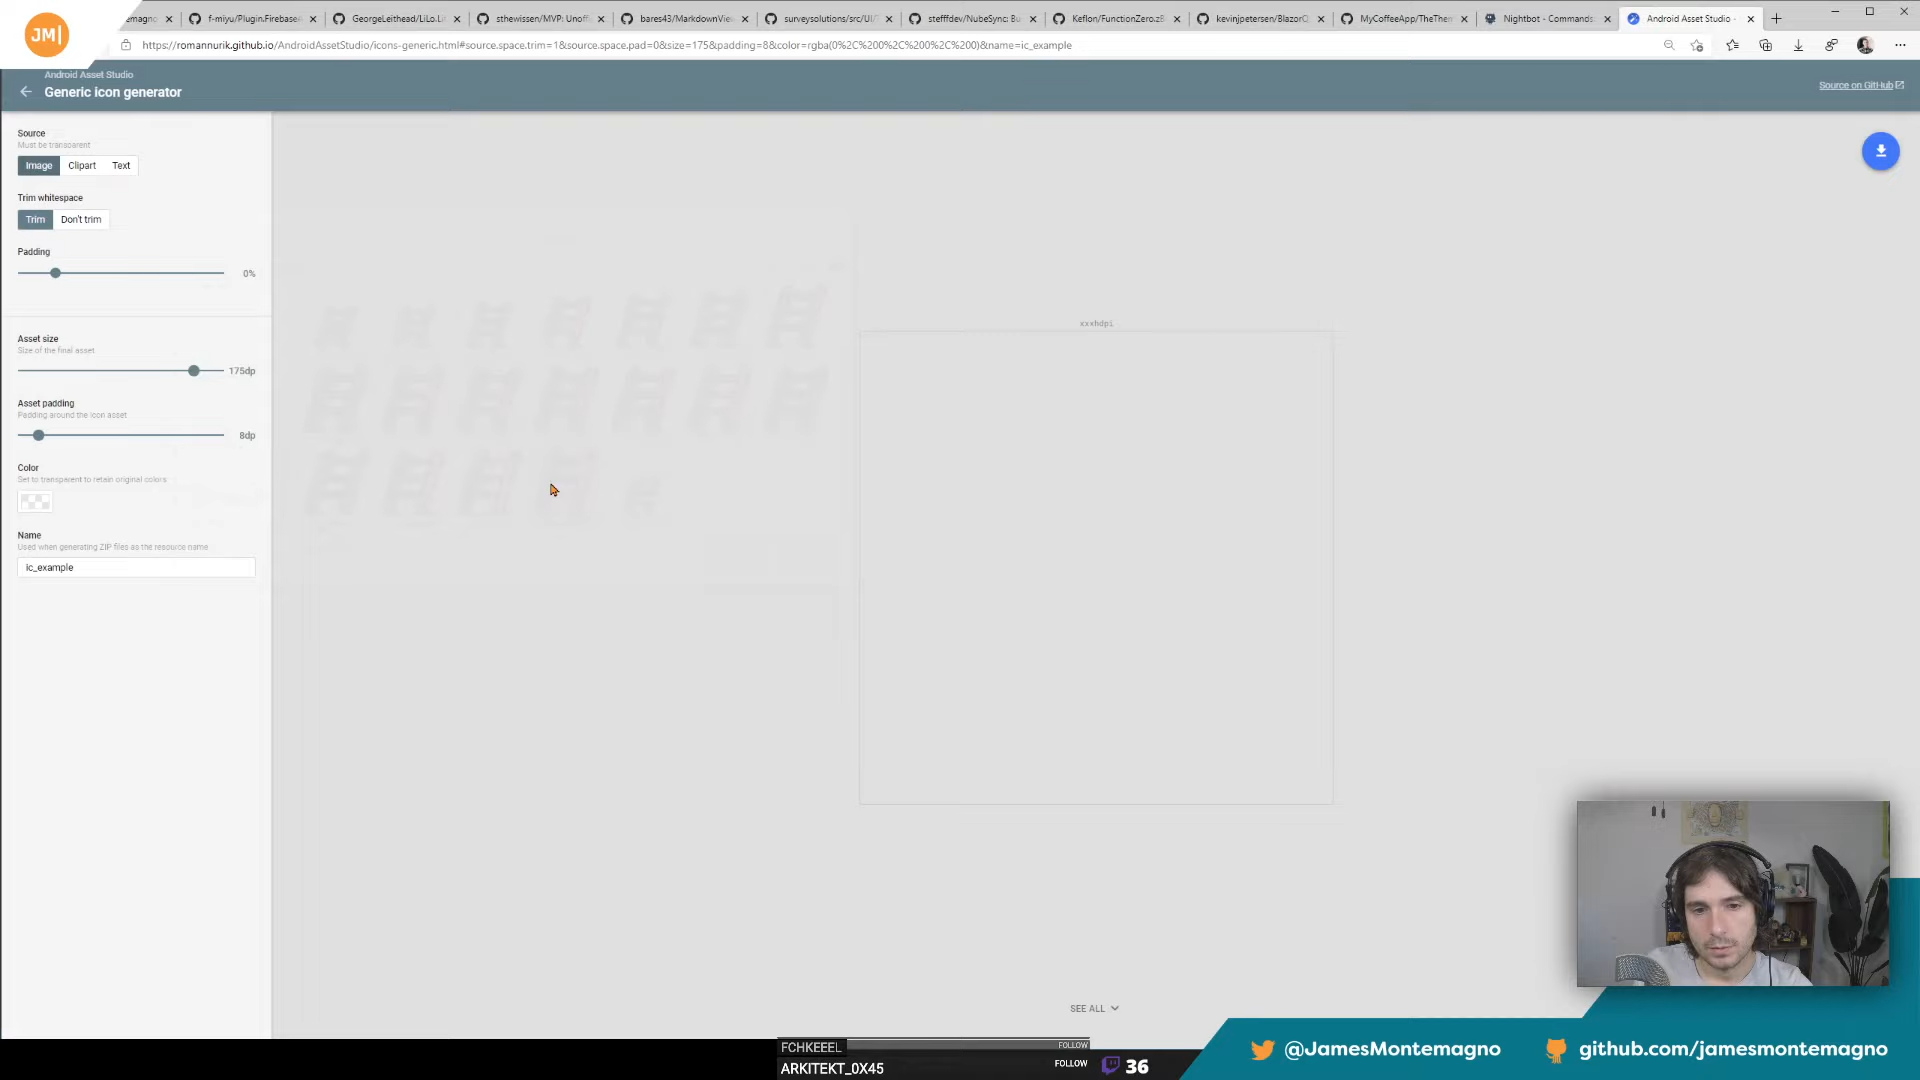 JM|
emagno
f-miyu/Plugin.Firebase
GeorgeLeithead/LiLo.Li
sthewissen/MVP: Unoff
bares43/MarkdownVie
surveysolutions/src/UI/
stefffdev/NubeSync: Bu
Keflon/FunctionZero.zB
kevinjpetersen/BlazorQ
MyCoffeeApp/TheThem
Nightbot - Commands
Android Asset Studio -
https://romannurik.github.io/AndroidAssetStudio/icons-generic.html#source.space.trim=1&source.space.pad=0&size=175&padding=8&color=rgba(0%2C%200%2C%200%2C%200)&name=ic_example
Android Asset Studio
Generic icon generator
Source on GitHub
Source
Must be transparent
Image
Clipart
Text
Trim whitespace
Trim
Don't trim
Padding
0%
Asset size
Size of the final asset
175dp
Asset padding
Padding around the icon asset
8dp
Color
Set to transparent to retain original colors
Name
Used when generating ZIP files as the resource name
ic_example
xxxhdpi
SEE ALL
FCHKEEEL
FOLLOW
ARKITEKT_0X45
FOLLOW
36
@JamesMontemagno
github.com/jamesmontemagno